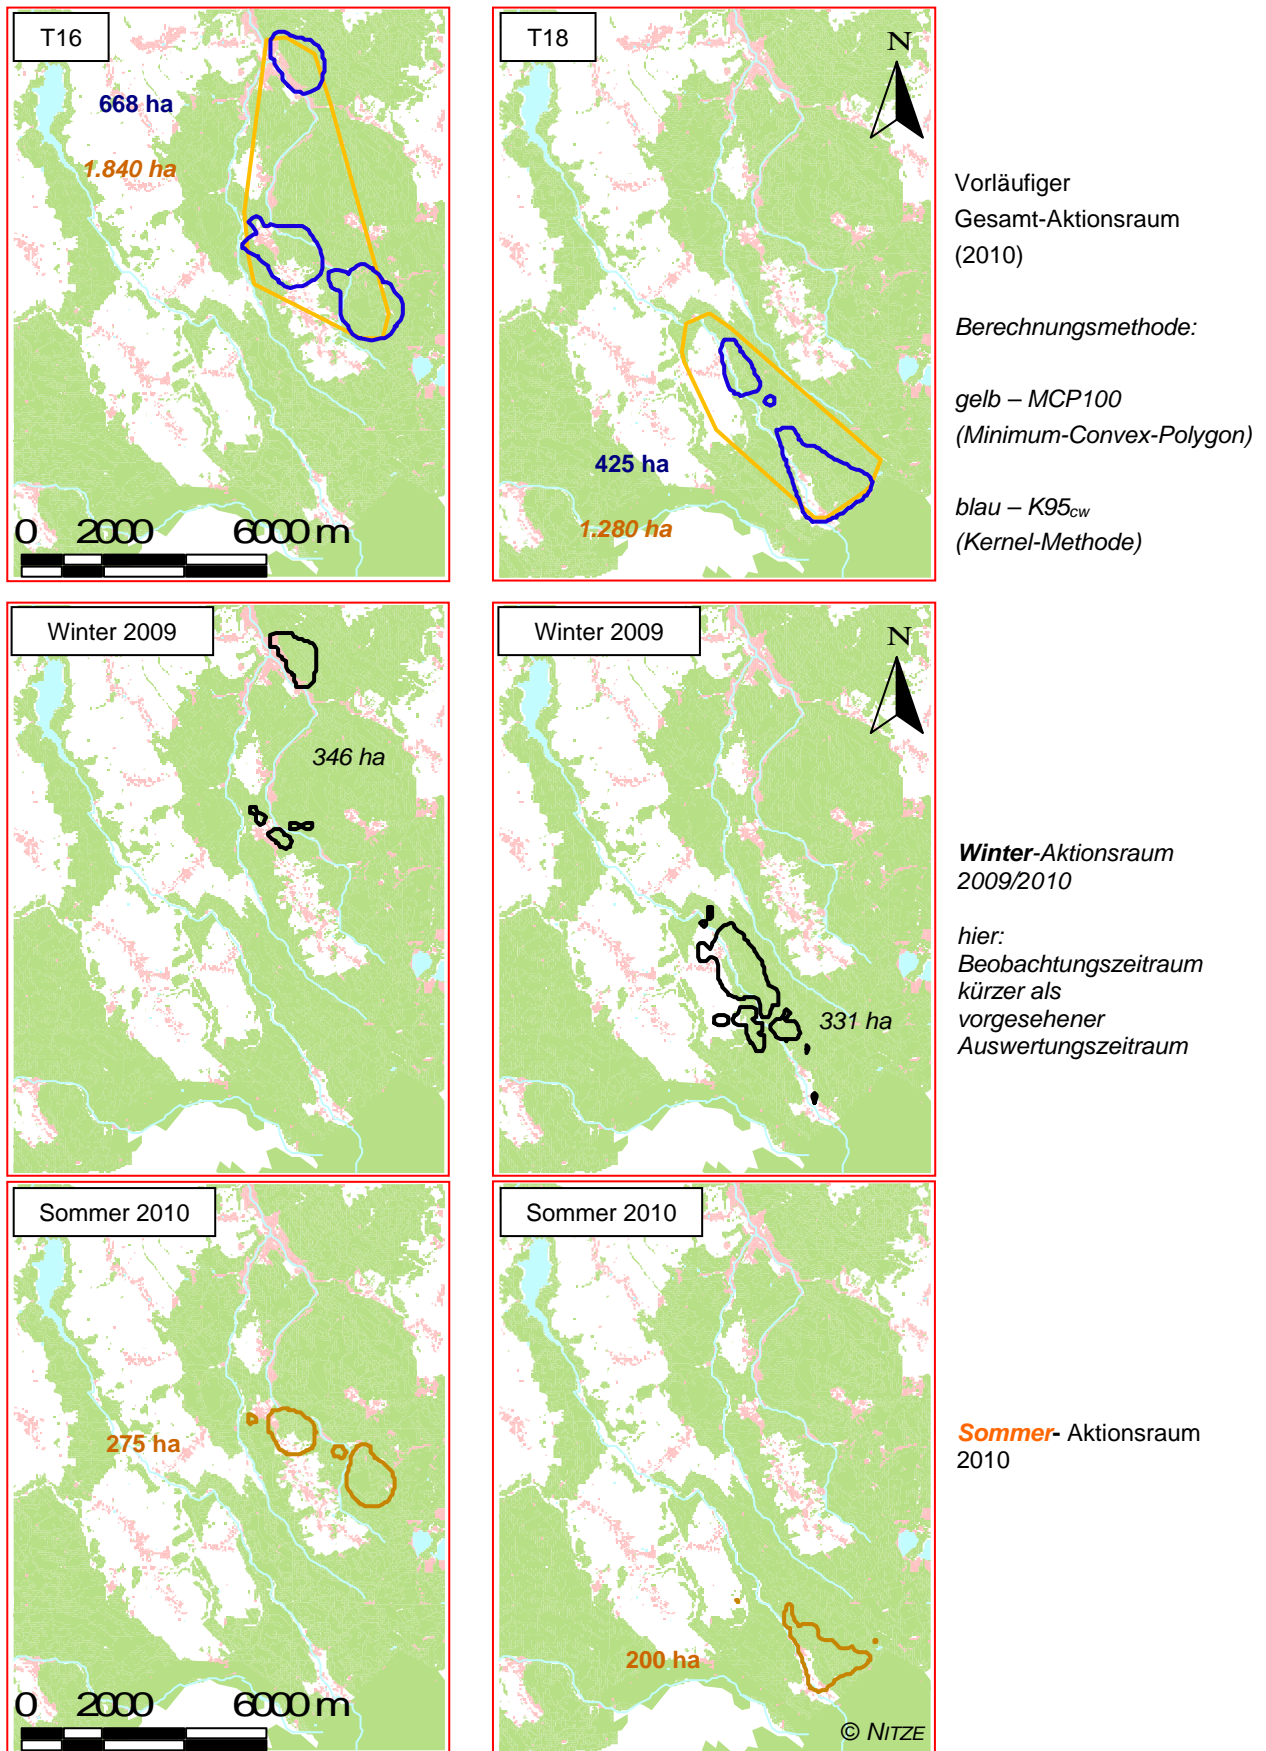 T16
668 ha
1.840 ha
0 2000 6000 m
T18
N
425 ha
1.280 ha
Vorläufiger
Gesamt-Aktionsraum
(2010)
Berechnungsmethode:
gelb – MCP100
(Minimum-Convex-Polygon)
blau – K95cw
(Kernel-Methode)
Winter 2009
346 ha
Winter 2009
N
331 ha
Winter-Aktionsraum
2009/2010
hier:
Beobachtungszeitraum
kürzer als
vorgesehener
Auswertungszeitraum
Sommer 2010
275 ha
0 2000 6000 m
Sommer 2010
200 ha
© NITZE
Sommer- Aktionsraum
2010